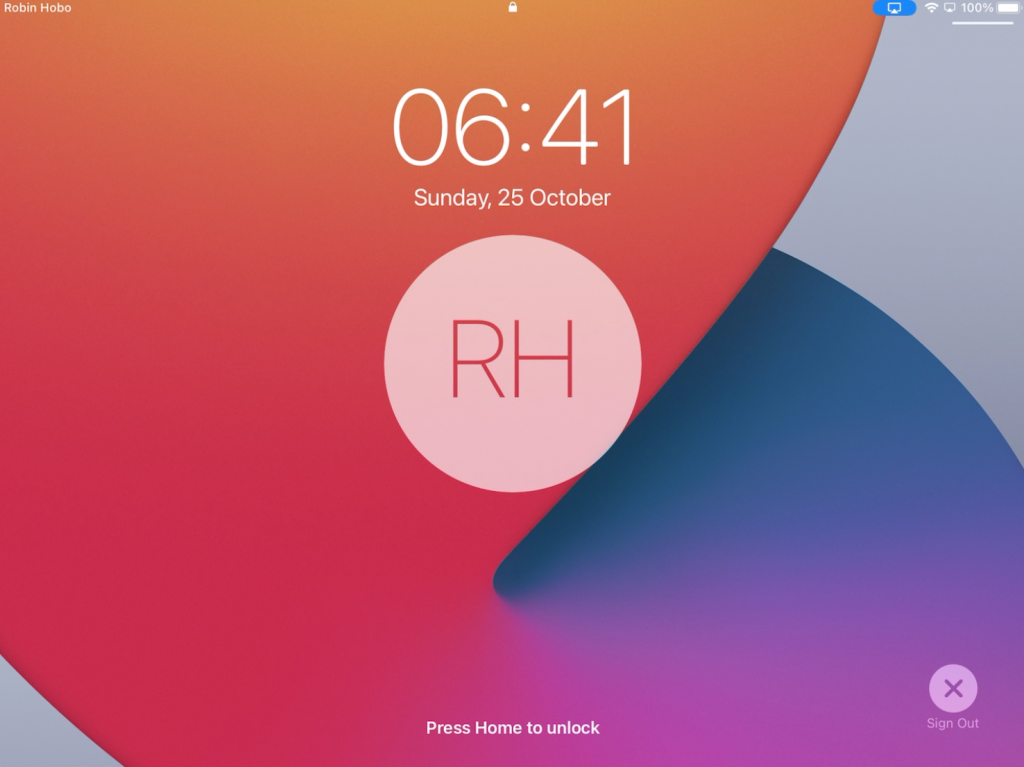 Robin Hobo
100%
06:41
Sunday, 25 October
RH
Press Home to unlock
Sign Out